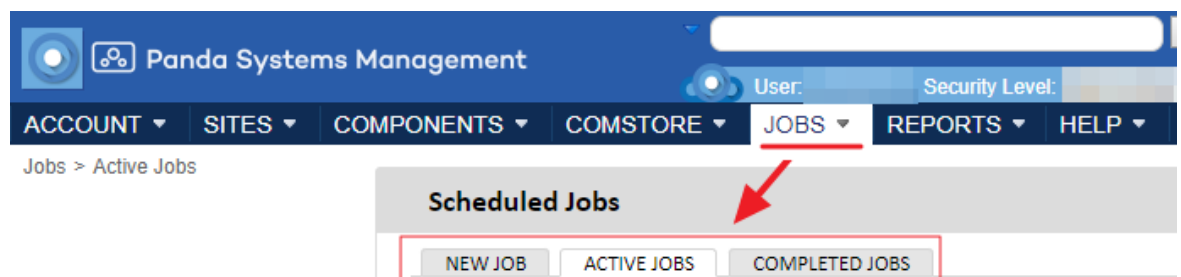 Panda Systems Management
User: Security Level:
ACCOUNT SITES COMPONENTS COMSTORE JOBS REPORTS HELP
Jobs > Active Jobs
Scheduled Jobs
NEW JOB ACTIVE JOBS COMPLETED JOBS